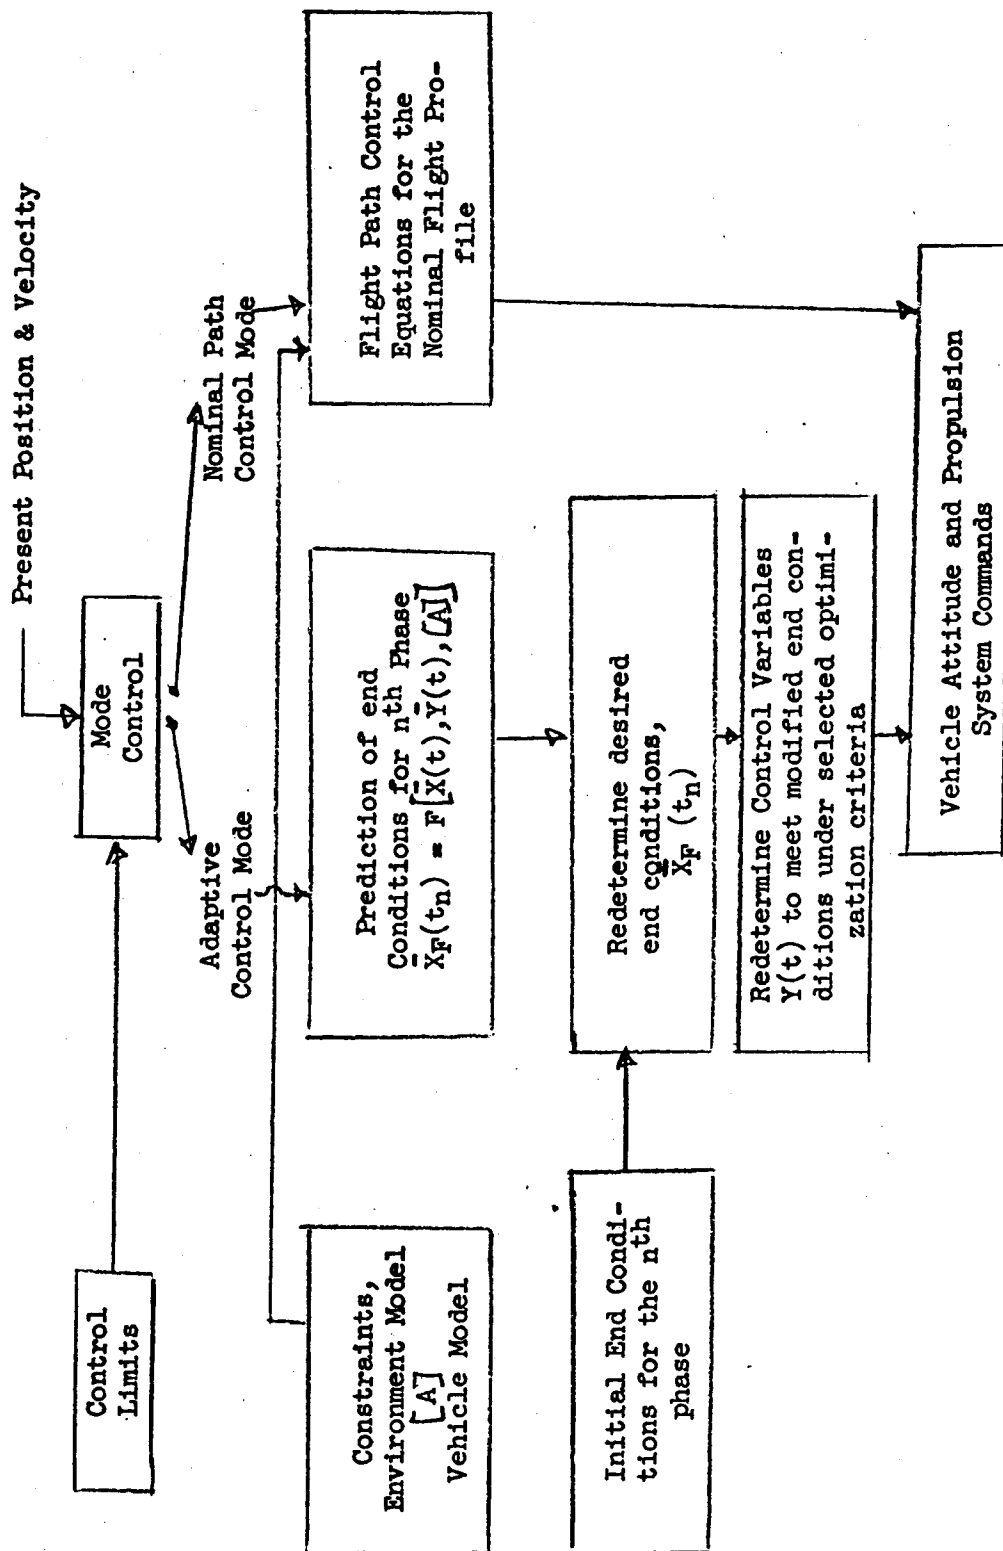 Present Position & Velocity
Control
Limits
Mode
Control
Adaptive
Control Mode
Nominal Path
Control Mode
Constraints,
Environment Model
[A]
Vehicle Model
Prediction of end
Conditions for nth Phase
X̄F(tn) = F[X̄(t),Ȳ(t),[A]]
Flight Path Control
Equations for the
Nominal Flight Pro-
file
Initial End Condi-
tions for the nth
phase
Redetermine desired
end conditions,
X̄F (tn)
Redetermine Control Variables
Y(t) to meet modified end con-
ditions under selected optimi-
zation criteria
Vehicle Attitude and Propulsion
System Commands